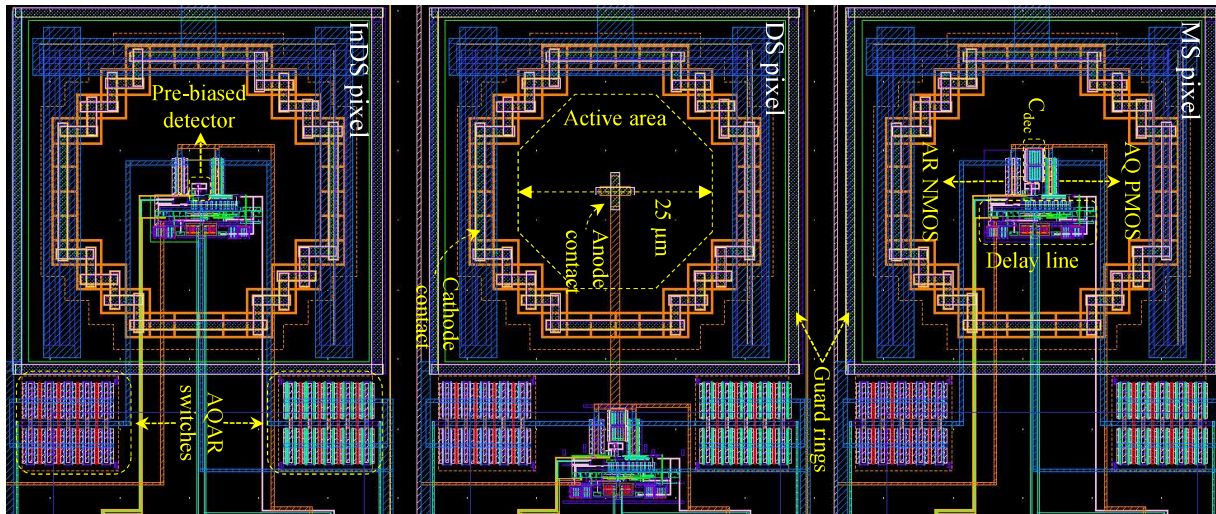 InDS pixel
Pre-biased
detector
AQAR
switches
DS pixel
Active area
25 μm
Anode
contact
Cathode
contact
Guard rings
MS pixel
Cdec
AR NMOS
AQ PMOS
Delay line